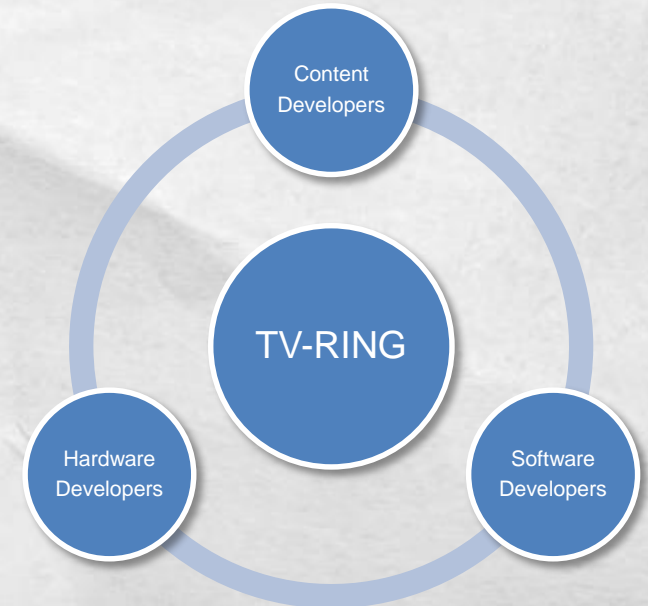 Content
Developers
TV-RING
Hardware
Developers
Software
Developers